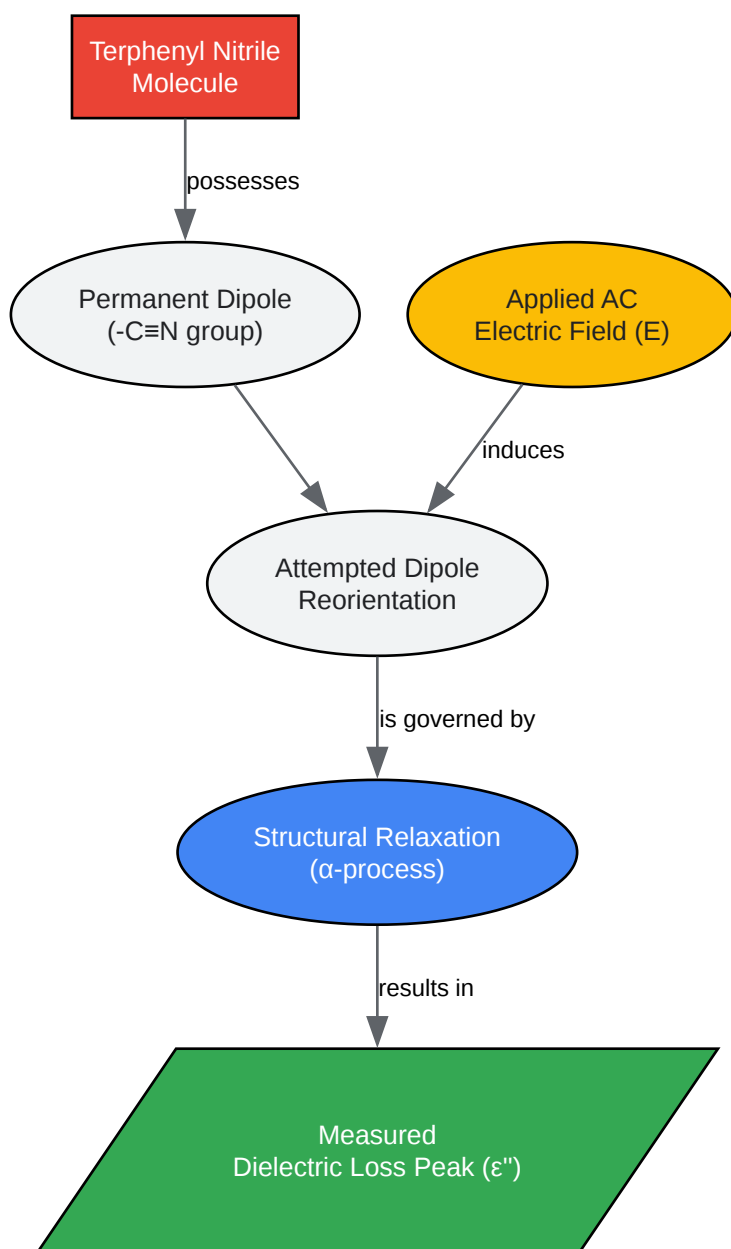 Terphenyl Nitrile
Molecule
possesses
Permanent Dipole
(-C≡N group)
Applied AC
Electric Field (E)
induces
Attempted Dipole
Reorientation
is governed by
Structural Relaxation
(α-process)
results in
Measured
Dielectric Loss Peak (ε'')